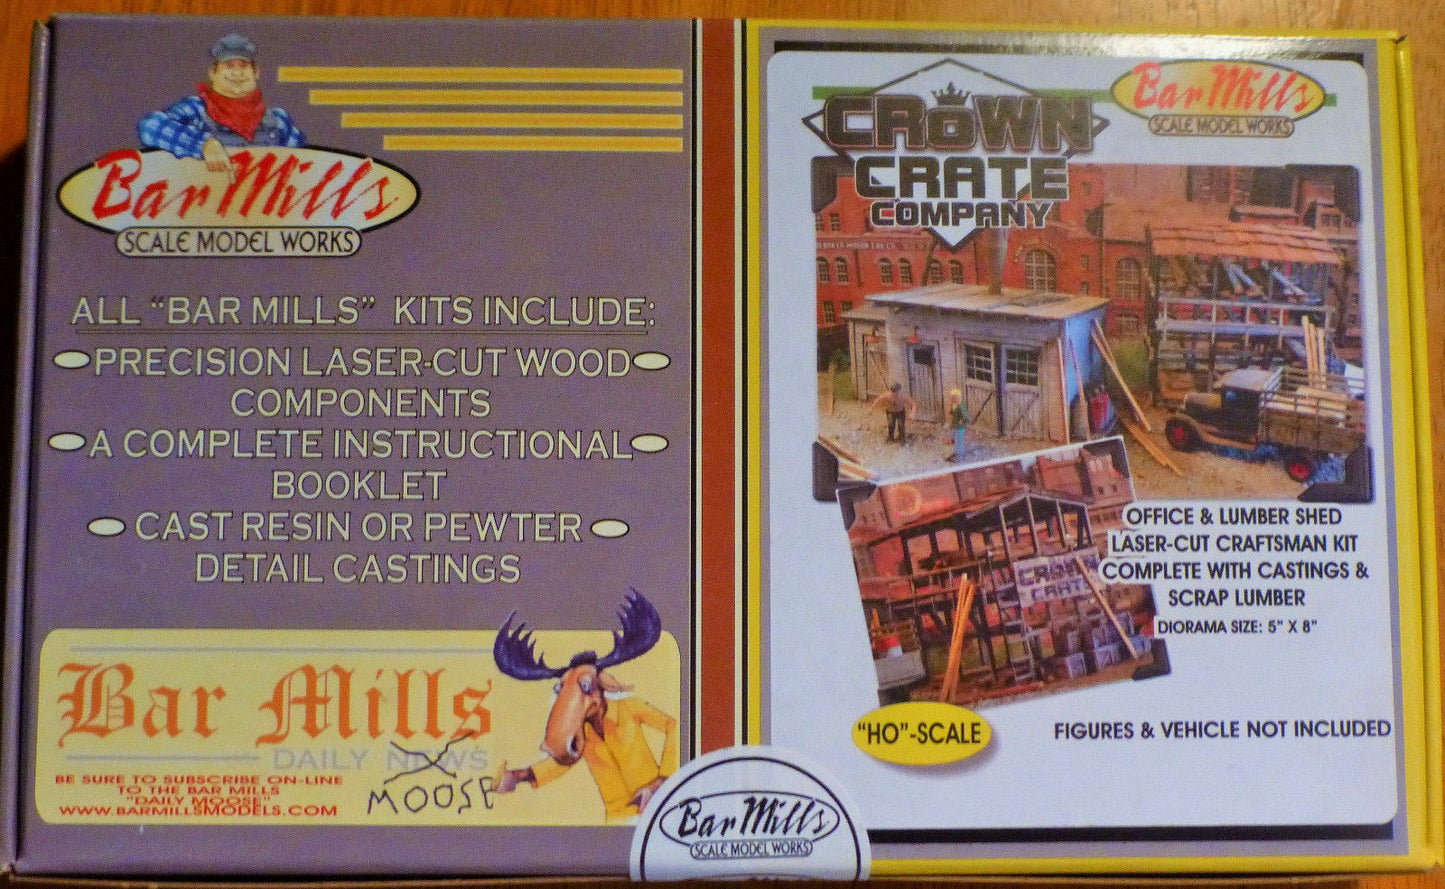 Bar Mills
SCALE MODEL WORKS
ALL "BAR MILLS" KITS INCLUDE:
PRECISION LASER-CUT WOOD
COMPONENTS
A COMPLETE INSTRUCTIONAL
BOOKLET
CAST RESIN OR PEWTER
DETAIL CASTINGS
Bar Mills
DAILY NEWS
MOOSE
BE SURE TO SUBSCRIBE ON-LINE
TO THE BAR MILLS
"DAILY MOOSE"
WWW.BARMILLSMODELS.COM
Bar Mills
SCALE MODEL WORKS
CROWN
CRATE
COMPANY
Bar Mills
SCALE MODEL WORKS
CROWN
CRATE
OFFICE & LUMBER SHED
LASER-CUT CRAFTSMAN KIT
COMPLETE WITH CASTINGS &
SCRAP LUMBER
DIORAMA SIZE: 5" X 8"
"HO"-SCALE
FIGURES & VEHICLE NOT INCLUDED